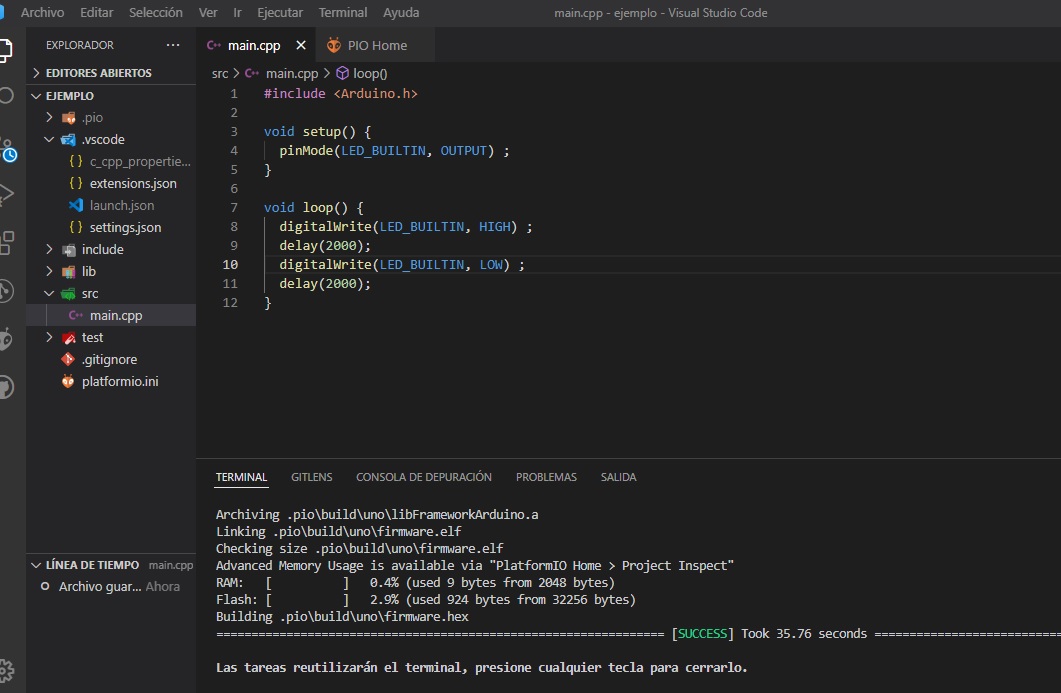 Archivo Editar Selección Ver Ir Ejecutar Terminal Ayuda main.cpp - ejemplo - Visual Studio Code
EXPLORADOR ···
EDITORES ABIERTOS
EJEMPLO
.pio
.vscode
c_cpp_propertie...
extensions.json
launch.json
settings.json
include
lib
src
main.cpp
test
.gitignore
platformio.ini
LÍNEA DE TIEMPO main.cpp
Archivo guar... Ahora
main.cpp PIO Home
src > main.cpp > loop()
1 #include <Arduino.h>
2
3 void setup() {
4 pinMode(LED_BUILTIN, OUTPUT) ;
5 }
6
7 void loop() {
8 digitalWrite(LED_BUILTIN, HIGH) ;
9 delay(2000);
10 digitalWrite(LED_BUILTIN, LOW) ;
11 delay(2000);
12 }
TERMINAL GITLENS CONSOLA DE DEPURACIÓN PROBLEMAS SALIDA
Archiving .pio\build\uno\libFrameworkArduino.a
Linking .pio\build\uno\firmware.elf
Checking size .pio\build\uno\firmware.elf
Advanced Memory Usage is available via "PlatformIO Home > Project Inspect"
RAM: [ ] 0.4% (used 9 bytes from 2048 bytes)
Flash: [ ] 2.9% (used 924 bytes from 32256 bytes)
Building .pio\build\uno\firmware.hex
========================= [SUCCESS] Took 35.76 seconds =========================
Las tareas reutilizarán el terminal, presione cualquier tecla para cerrarlo.